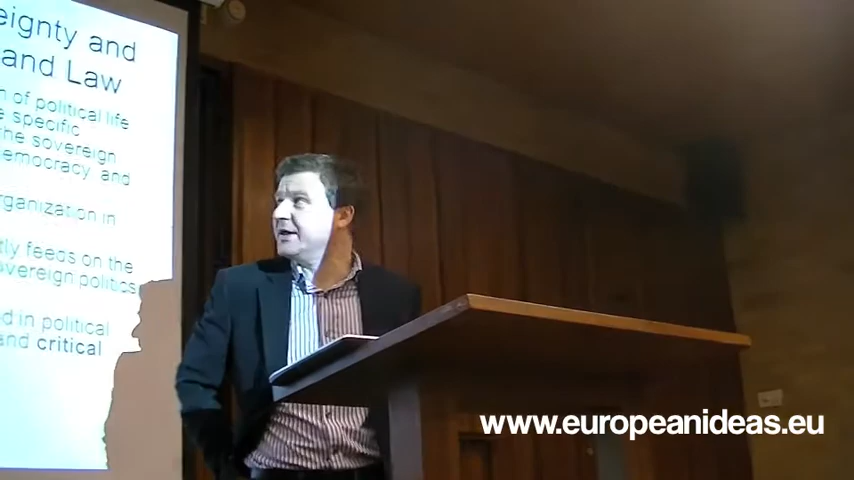 eignty and
and Law
n of political life
e specific
the sovereign
emocracy and
rganization in
tly feeds on the
overeign politics
d in political
and critical
www.europeanideas.eu